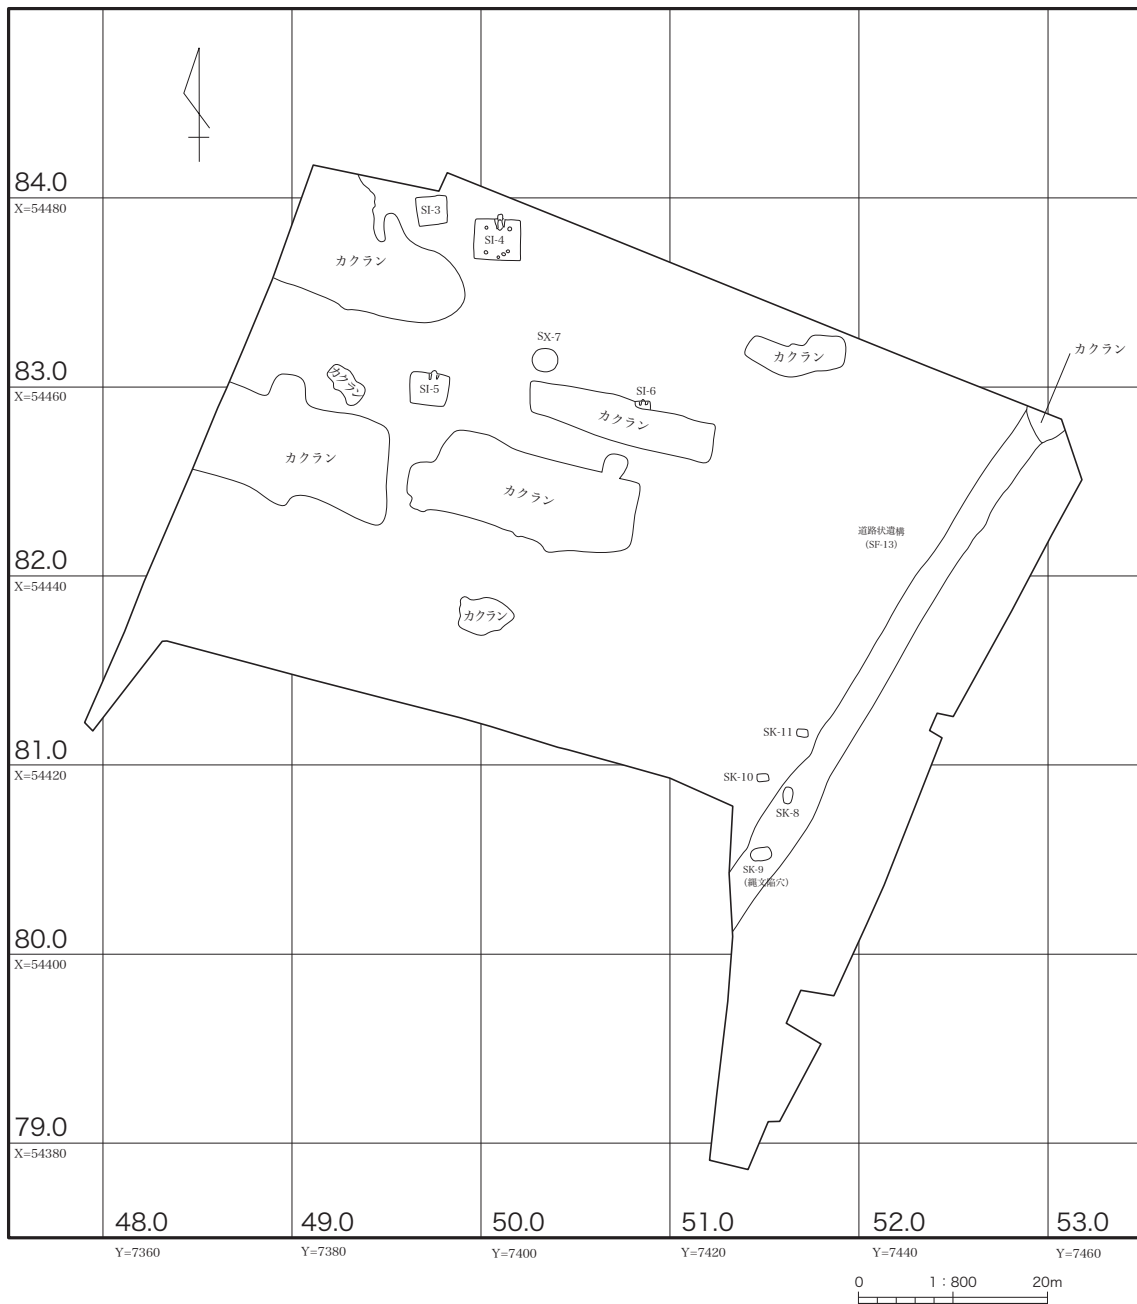 84.0
X=54480
SI-3
SI-4
カクラン
SX-7
カクラン
カクラン
83.0
X=54460
カクラン
SI-5
SI-6
カクラン
カクラン
カクラン
道路状遺構
(SF-13)
82.0
X=54440
カクラン
SK-11
81.0
X=54420
SK-10
SK-8
SK-9
(縄文陥穴)
80.0
X=54400
79.0
X=54380
48.0
49.0
50.0
51.0
52.0
53.0
Y=7360
Y=7380
Y=7400
Y=7420
Y=7440
Y=7460
0
1：800
20m